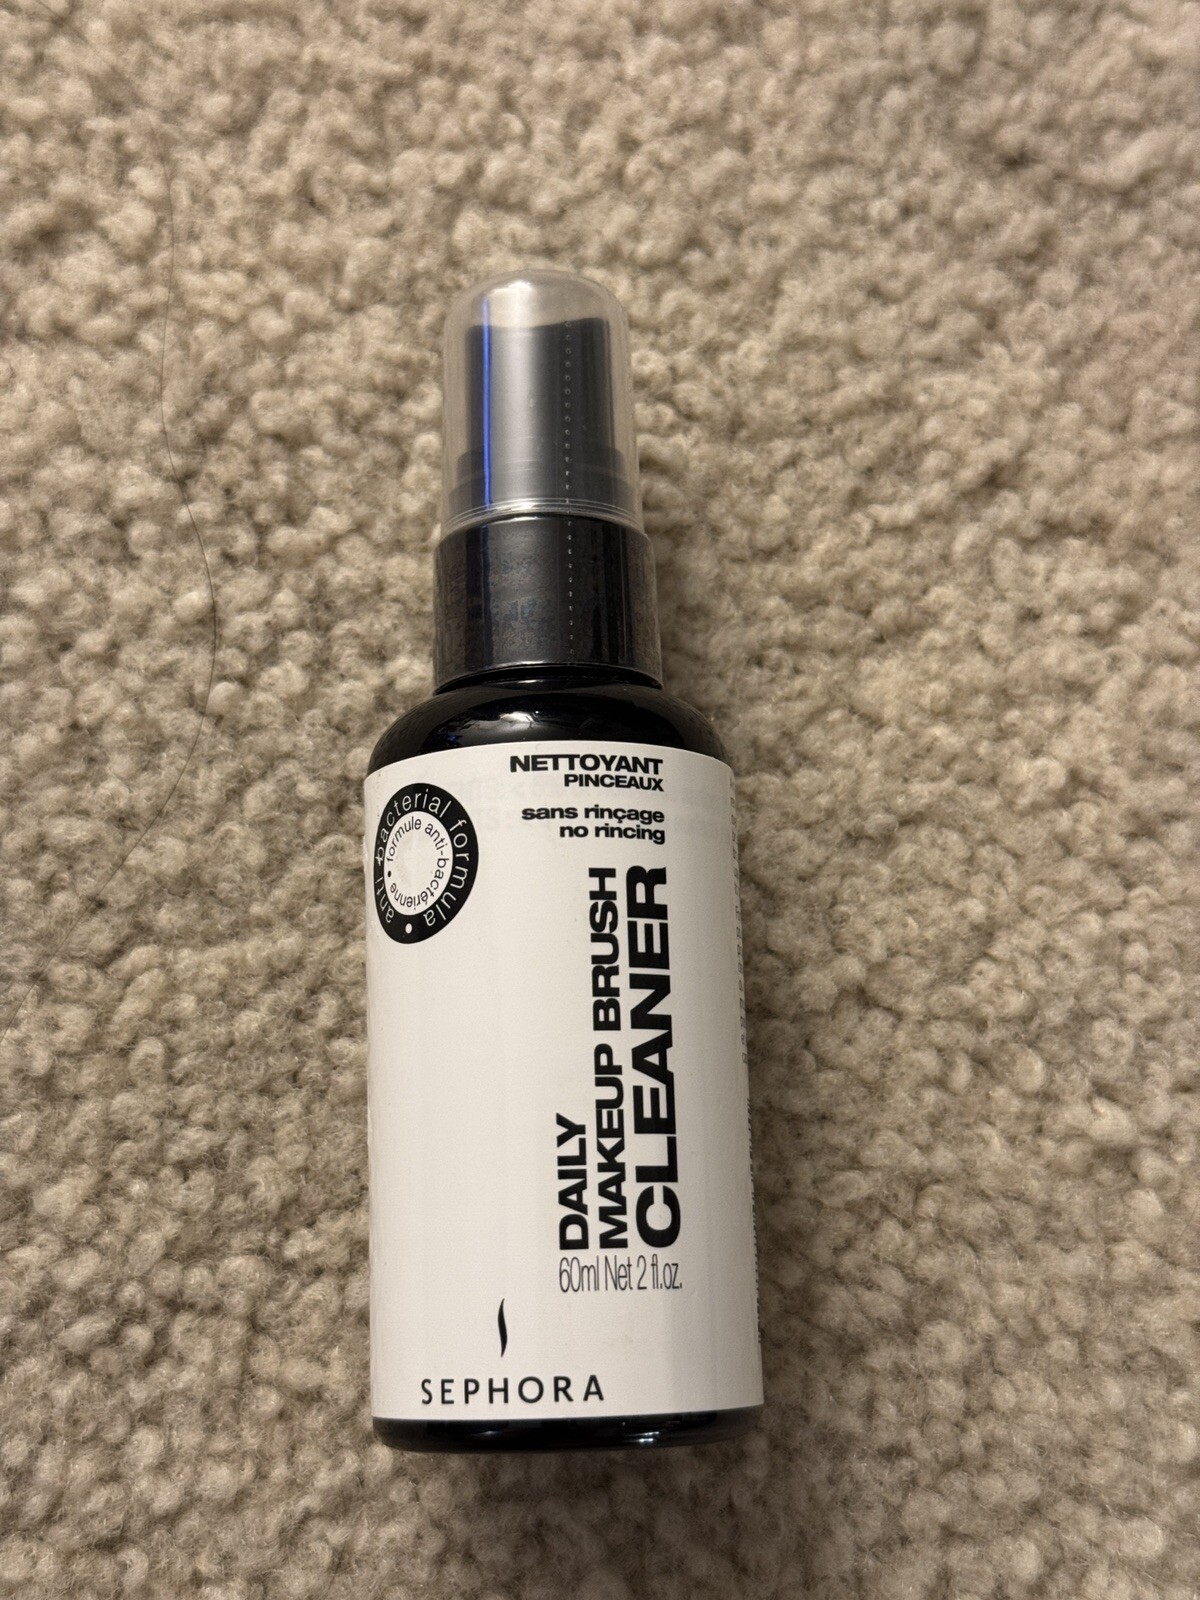 NETTOYANT
PINCEAUX
sans rinçage
no rincing
anti bacterial formula
formule anti-bactérienne
DAILY
MAKEUP BRUSH
CLEANER
60ml Net 2 fl.oz.
SEPHORA